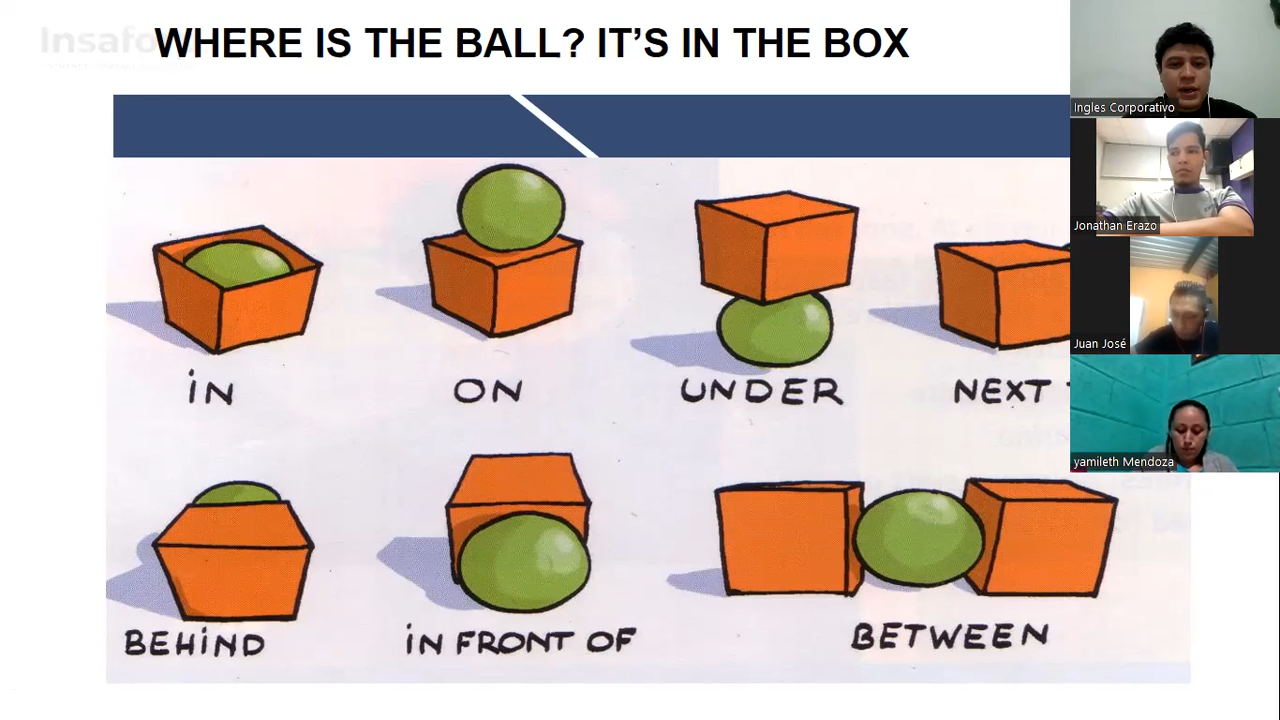 WHERE IS THE BALL? IT'S IN THE BOX
Ingles Corporativo
Jonathan Erazo
Juan José
yamileth Mendoza
iN
ON
UNDER
NEXT
BEHiND
iN FRONT OF
BETWEEN